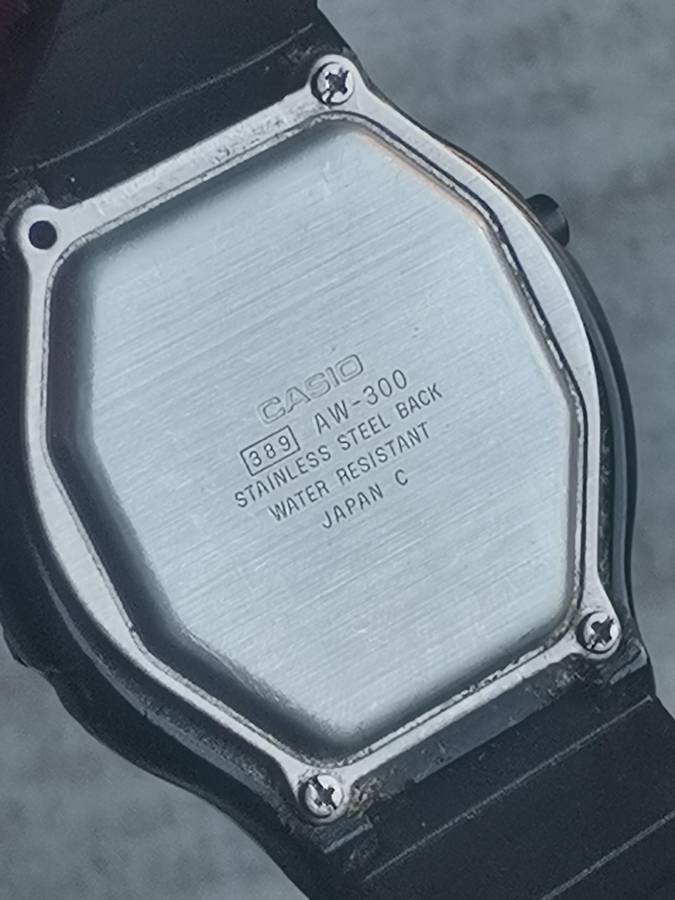 CASIO
389 AW-300
STAINLESS STEEL BACK
WATER RESISTANT
JAPAN C